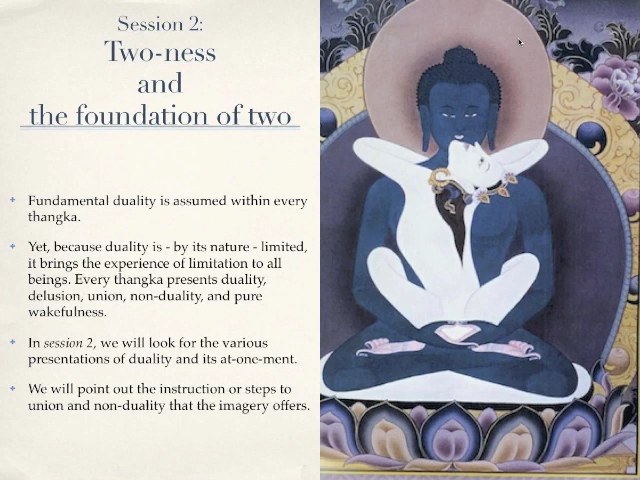 Session 2:
Two-ness
and
the foundation of two
Fundamental duality is assumed within every
thangka.
Yet, because duality is - by its nature - limited,
it brings the experience of limitation to all
beings. Every thangka presents duality,
delusion, union, non-duality, and pure
wakefulness.
In session 2, we will look for the various
presentations of duality and its at-one-ment.
We will point out the instruction or steps to
union and non-duality that the imagery offers.